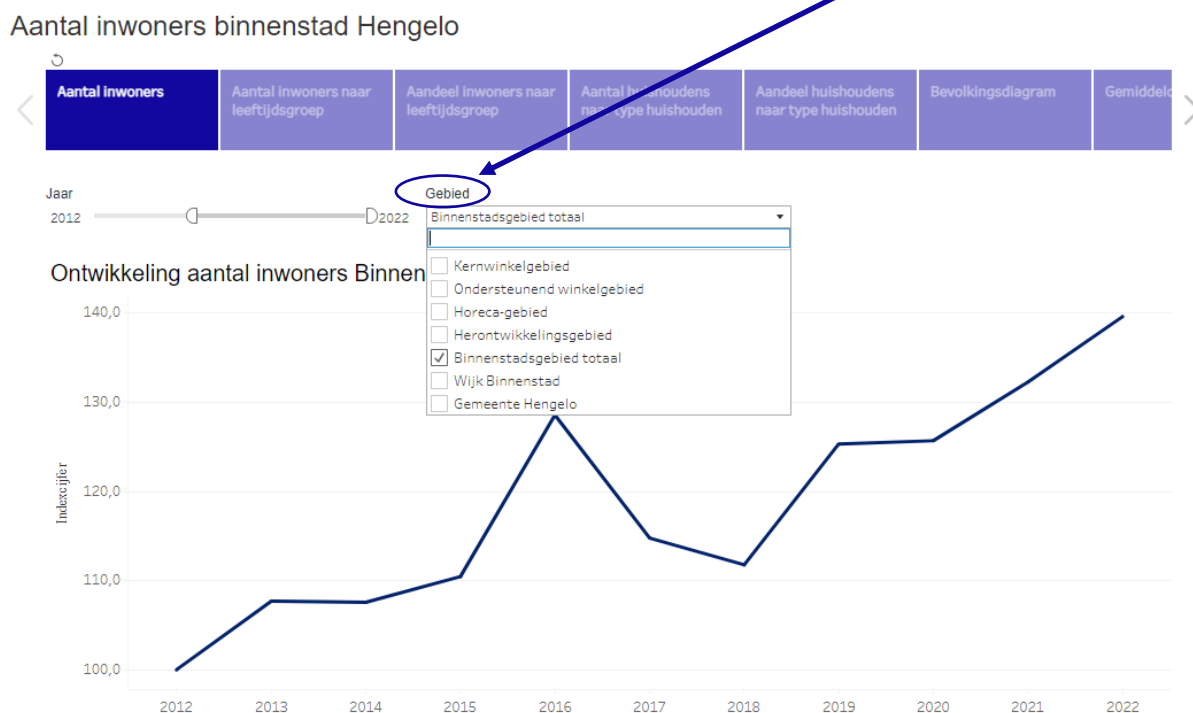 Aantal inwoners binnenstad Hengelo
Aantal inwoners
Aantal inwoners naar
leeftijdsgroep
Aandeel inwoners naar
leeftijdsgroep
Aantal huishoudens
naar type huishouden
Aandeel huishoudens
naar type huishouden
Bevolkingsdiagram
Gemiddeld
Jaar
2012
2022
Gebied
Binnenstadsgebied totaal
Kernwinkelgebied
Ondersteunend winkelgebied
Horeca-gebied
Herontwikkelingsgebied
Binnenstadsgebied totaal
Wijk Binnenstad
Gemeente Hengelo
Ontwikkeling aantal inwoners Binnen
140,0
130,0
120,0
110,0
100,0
Indexcijfer
2012 2013 2014 2015 2016 2017 2018 2019 2020 2021 2022